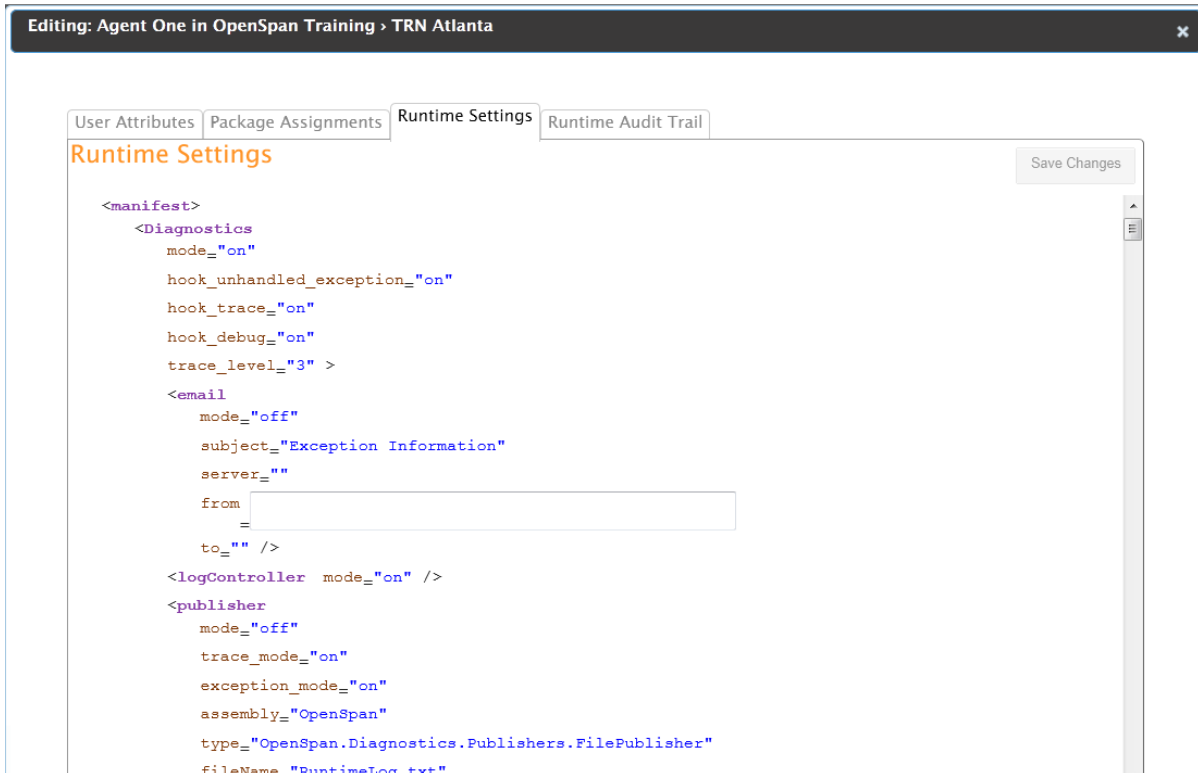 Editing: Agent One in OpenSpan Training › TRN Atlanta
×
User Attributes Package Assignments Runtime Settings Runtime Audit Trail
Runtime Settings
Save Changes
<manifest>
<Diagnostics
mode="on"
hook_unhandled_exception="on"
hook_trace="on"
hook_debug="on"
trace_level="3" >
<email
mode="off"
subject="Exception Information"
server=""
from
=
to="" />
<logController mode="on" />
<publisher
mode="off"
trace_mode="on"
exception_mode="on"
assembly="OpenSpan"
type="OpenSpan.Diagnostics.Publishers.FilePublisher"
fileName="RuntimeLog.txt"